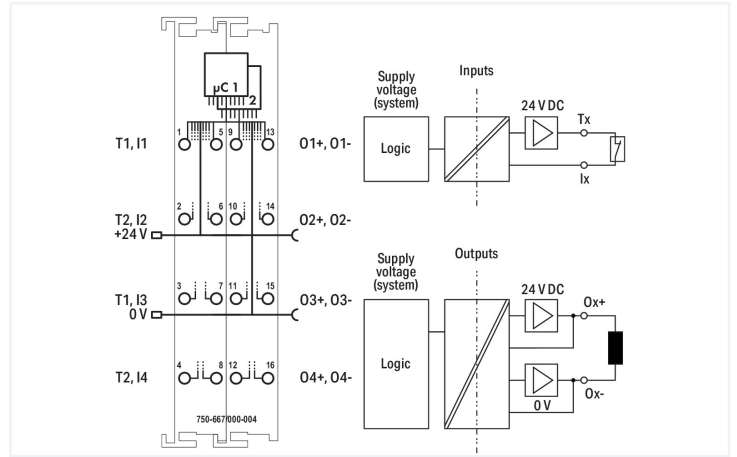 µC 1
2
1 5 9 13
T1, I1
O1+, O1-
2 6 10 14
T2, I2
O2+, O2-
+24 V
3 7 11 15
T1, I3
O3+, O3-
0 V
4 8 12 16
T2, I4
O4+, O4-
750-667/000-004
Supply
voltage
(system)
Inputs
24 V DC
Tx
Logic
Ix
Supply
voltage
(system)
Outputs
24 V DC
Ox+
Logic
0 V
Ox-